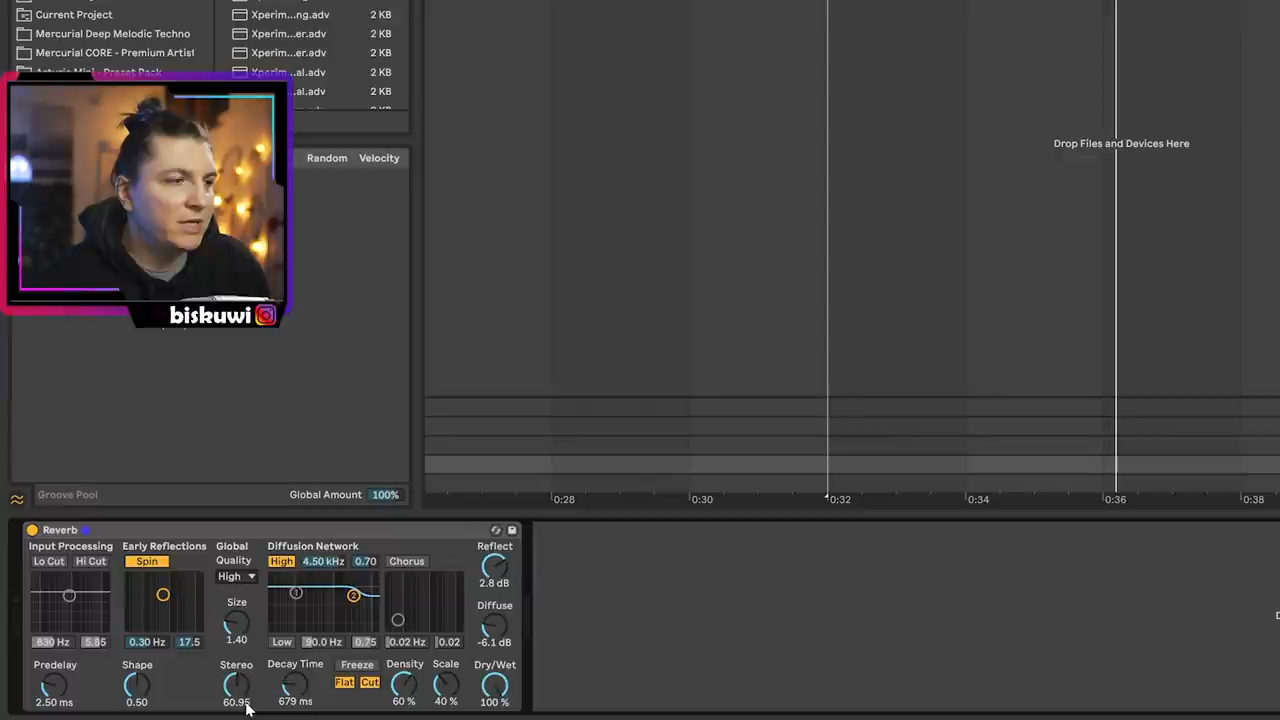 Current Project
Xperim...ng.adv 2 KB
Mercurial Deep Melodic Techno
Xperim...er.adv 2 KB
Mercurial CORE - Premium Artist
Xperim...er.adv 2 KB
Arturia Mini - Preset Pack
Xperim...al.adv 2 KB
...al.adv 2 KB
Random Velocity
Drop Files and Devices Here
biskuwi
Groove Pool Global Amount 100%
0:28 0:30 0:32 0:34 0:36 0:38
Reverb
Input Processing Early Reflections Global Diffusion Network Reflect
Lo Cut Hi Cut Spin Quality High 4.50 kHz 0.70 Chorus
High
1 2
2.8 dB
Size
Diffuse
830 Hz 5.85 0.30 Hz 17.5 1.40 Low 90.0 Hz 0.75 0.02 Hz 0.02 -6.1 dB
Predelay Shape Stereo Decay Time Freeze Density Scale Dry/Wet
Flat Cut
2.50 ms 0.50 60.95 679 ms 60 % 40 % 100 %